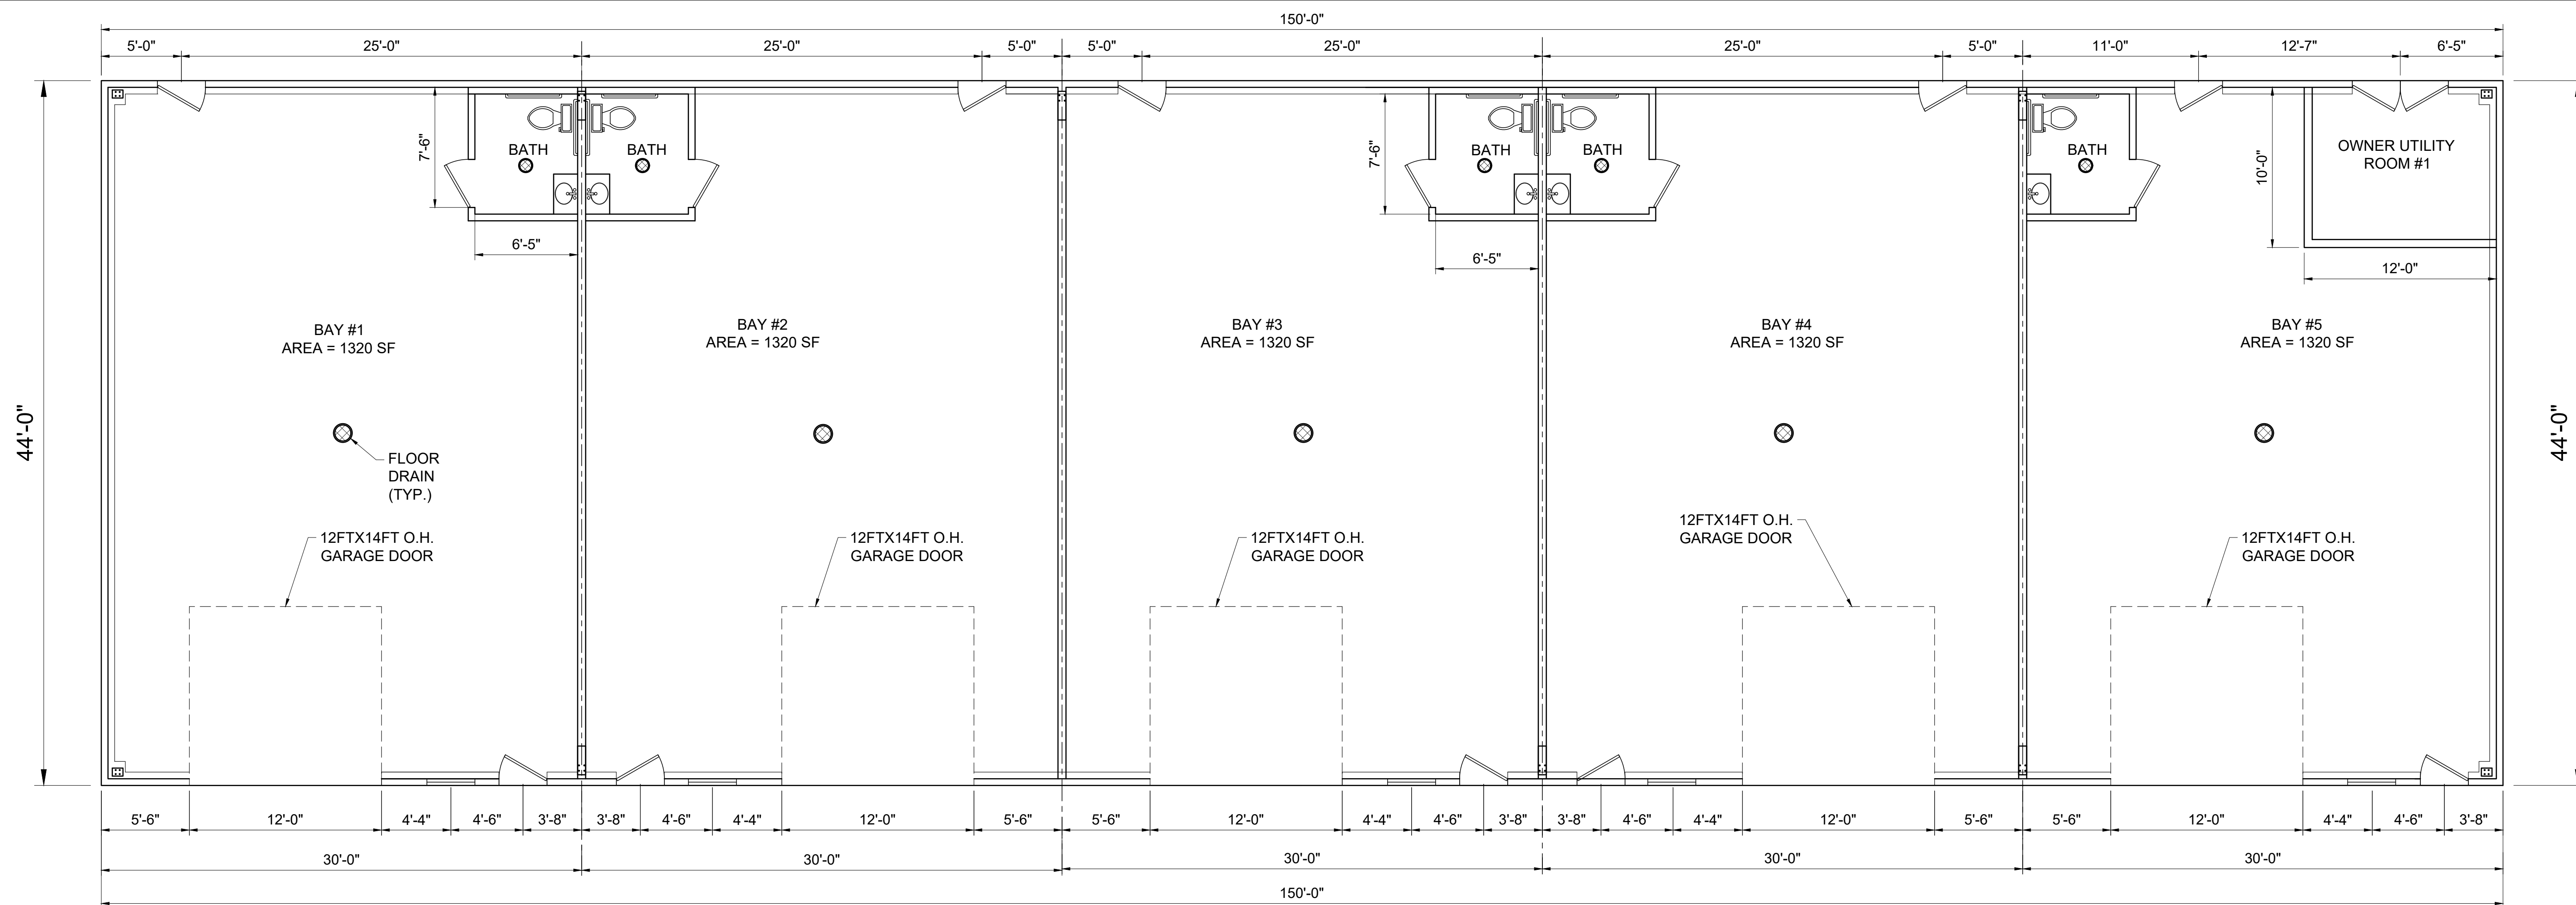 150'-0"
5'-0"
25'-0"
25'-0"
5'-0"
5'-0"
25'-0"
25'-0"
5'-0"
11'-0"
12'-7"
6'-5"
7'-6"
BATH
BATH
7'-6"
BATH
BATH
BATH
10'-0"
OWNER UTILITY
ROOM #1
6'-5"
6'-5"
12'-0"
BAY #1
AREA = 1320 SF
BAY #2
AREA = 1320 SF
BAY #3
AREA = 1320 SF
BAY #4
AREA = 1320 SF
BAY #5
AREA = 1320 SF
44'-0"
44'-0"
FLOOR
DRAIN
(TYP.)
12FTX14FT O.H.
GARAGE DOOR
12FTX14FT O.H.
GARAGE DOOR
12FTX14FT O.H.
GARAGE DOOR
12FTX14FT O.H.
GARAGE DOOR
12FTX14FT O.H.
GARAGE DOOR
5'-6"
12'-0"
4'-4"
4'-6"
3'-8"
3'-8"
4'-6"
4'-4"
12'-0"
5'-6"
5'-6"
12'-0"
4'-4"
4'-6"
3'-8"
3'-8"
4'-6"
4'-4"
12'-0"
5'-6"
5'-6"
12'-0"
4'-4"
4'-6"
3'-8"
30'-0"
30'-0"
30'-0"
30'-0"
30'-0"
150'-0"